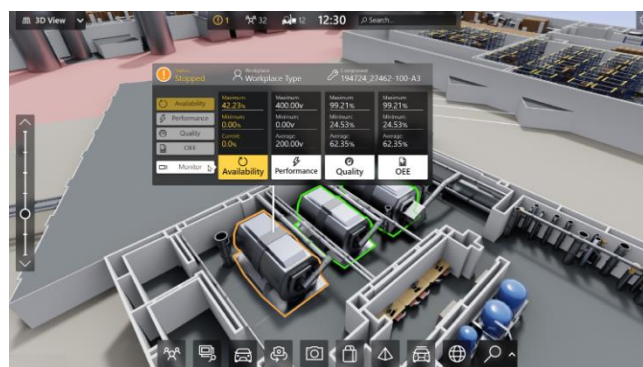 3D View
1
32
12
12:30
Search...
Status
Stopped
Workplace
Workplace Type
Component
194724_27462-100-A3
Availability
Performance
Quality
OEE
Monitor
Maximum:
42.23%
Minimum:
0.00%
Current:
0.0%
Availability
Maximum:
400.00v
Minimum:
0.00v
Average:
200.00v
Performance
Maximum:
99.21%
Minimum:
24.53%
Average:
62.35%
Quality
Maximum:
99.21%
Minimum:
24.53%
Average:
62.35%
OEE